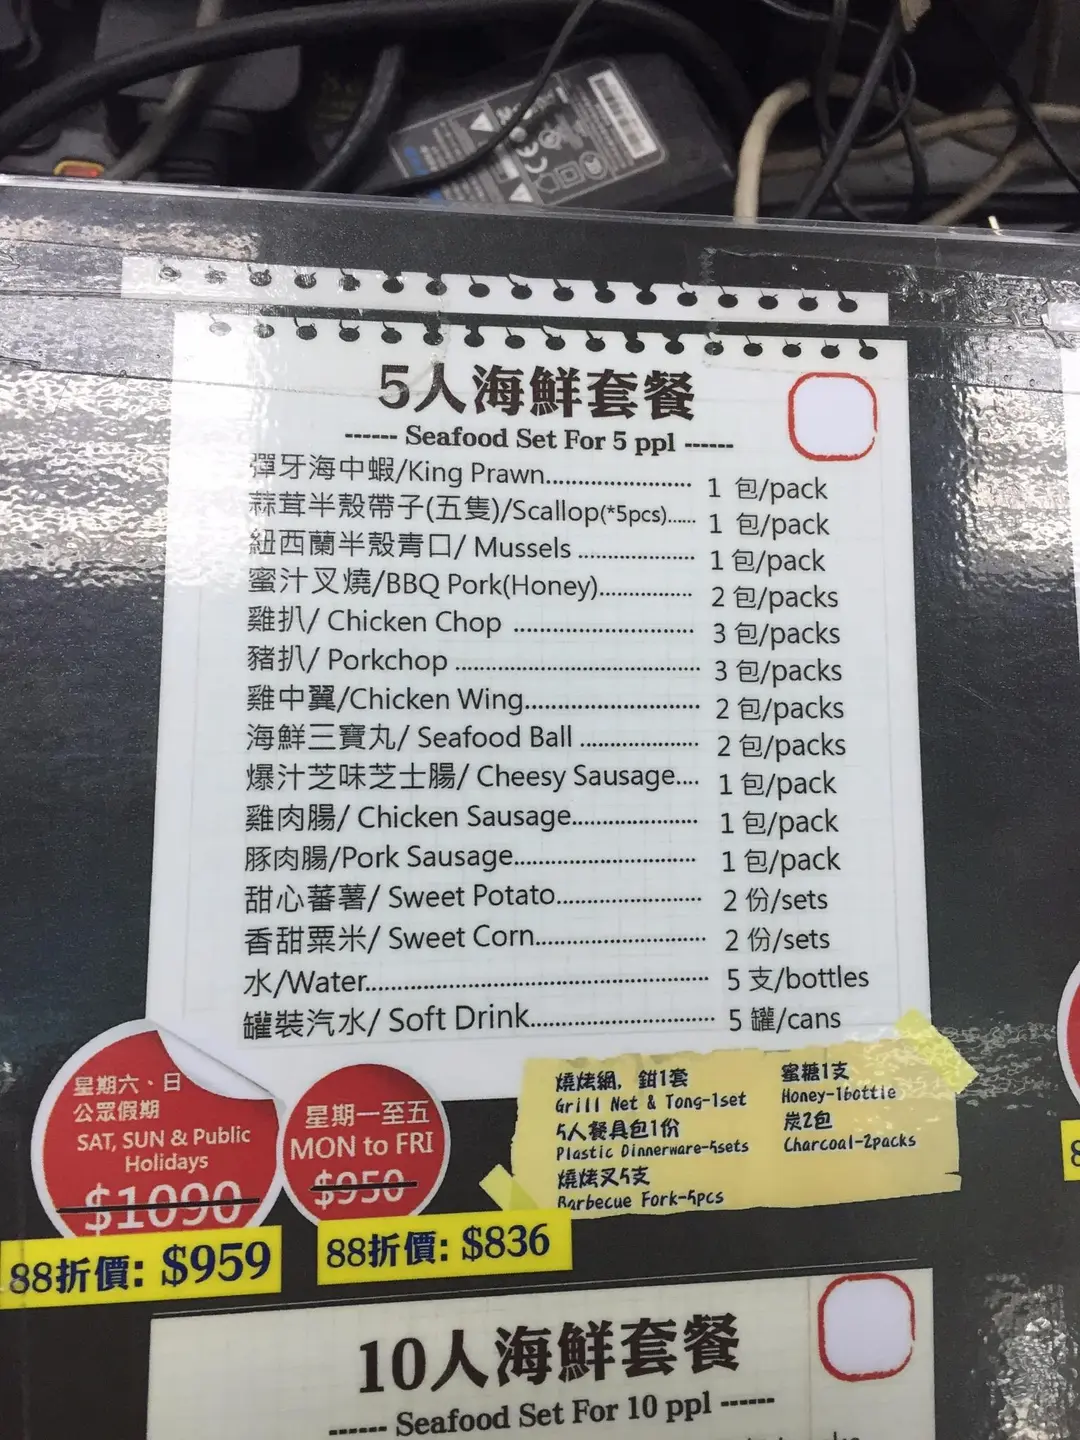 5人海鮮套餐
------ Seafood Set For 5 ppl ------
彈牙海中蝦/King Prawn........................ 1 包/pack
蒜茸半殼帶子(五隻)/Scallop(*5pcs)...... 1 包/pack
紐西蘭半殼青口/ Mussels .................... 1 包/pack
蜜汁叉燒/BBQ Pork(Honey)................ 2 包/packs
雞扒/ Chicken Chop ............................... 3 包/packs
豬扒/ Porkchop ......................................... 3 包/packs
雞中翼/Chicken Wing............................. 2 包/packs
海鮮三寶丸/ Seafood Ball .................... 2 包/packs
爆汁芝味芝士腸/ Cheesy Sausage.... 1 包/pack
雞肉腸/ Chicken Sausage..................... 1 包/pack
豚肉腸/Pork Sausage............................... 1 包/pack
甜心蕃薯/ Sweet Potato........................ 2 份/sets
香甜粟米/ Sweet Corn............................ 2 份/sets
水/Water......................................................... 5 支/bottles
罐裝汽水/ Soft Drink............................... 5 罐/cans
星期六、日
公眾假期
SAT, SUN & Public
Holidays
$1090
88折價: $959
星期一至五
MON to FRI
$950
88折價: $836
燒烤網, 鉗1套
Grill Net & Tong-1set
5人餐具包1份
Plastic Dinnerware-5sets
燒烤叉5支
Barbecue Fork-5pcs
蜜糖1支
Honey-1bottle
炭2包
Charcoal-2packs
10人海鮮套餐
------ Seafood Set For 10 ppl ------